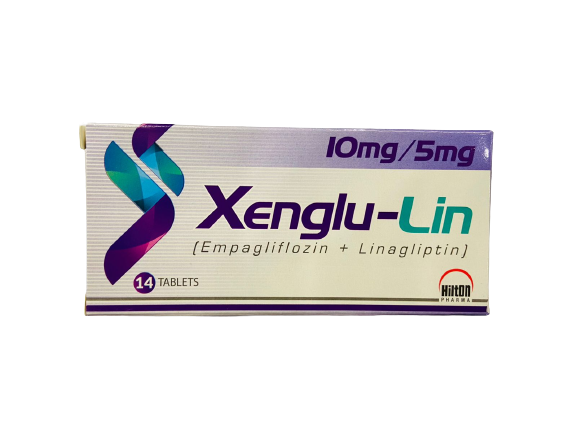 10mg/5mg
Xenglu-Lin
(Empagliflozin + Linagliptin)
14 TABLETS
HiltON
PHARMA